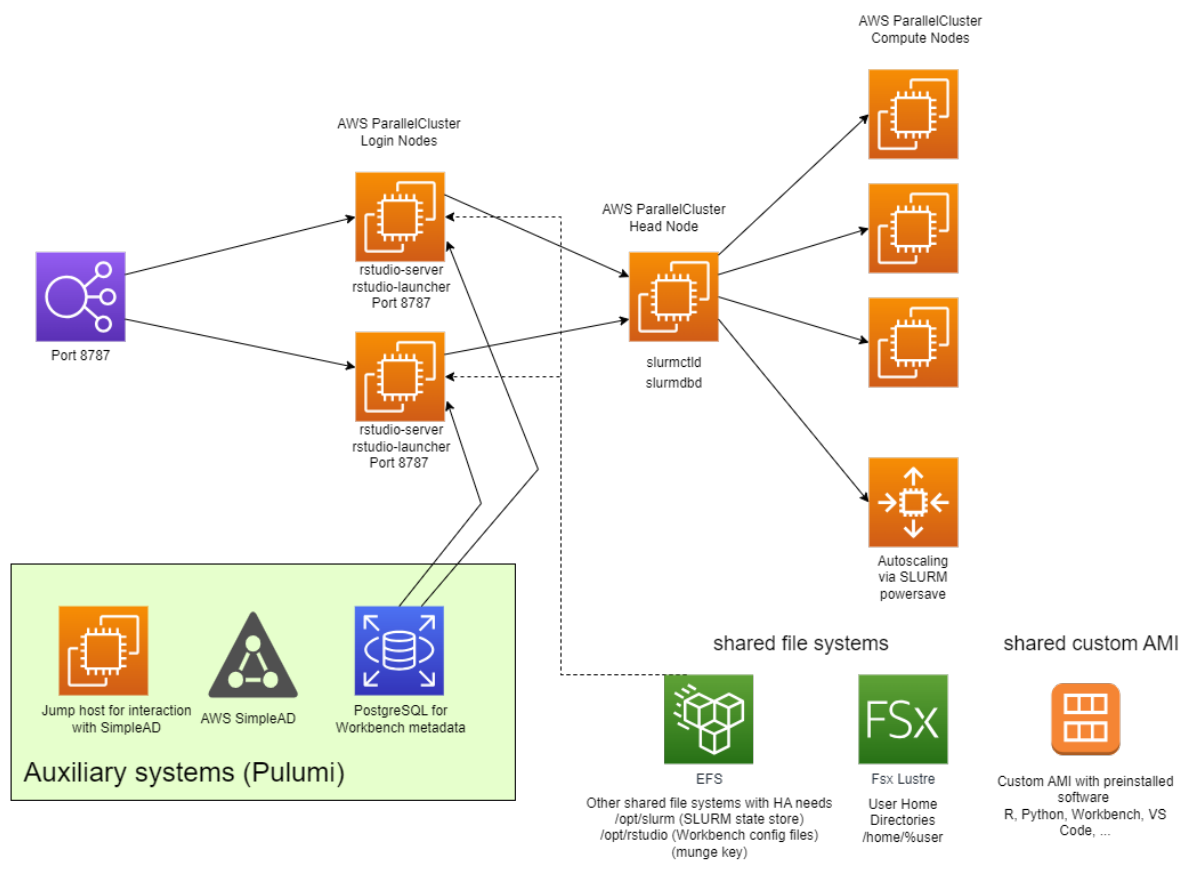 AWS ParallelCluster
Compute Nodes
AWS ParallelCluster
Login Nodes
AWS ParallelCluster
Head Node
rstudio-server
rstudio-launcher
Port 8787
Port 8787
slurmctld
slurmdbd
rstudio-server
rstudio-launcher
Port 8787
Autoscaling
via SLURM
powersave
Jump host for interaction
with SimpleAD
AWS SimpleAD
PostgreSQL for
Workbench metadata
Auxiliary systems (Pulumi)
shared file systems
shared custom AMI
FSx
EFS
Other shared file systems with HA needs
/opt/slurm (SLURM state store)
/opt/rstudio (Workbench config files)
(munge key)
Fsx Lustre
User Home
Directories
/home/%user
Custom AMI with preinstalled
software
R, Python, Workbench, VS
Code, ...